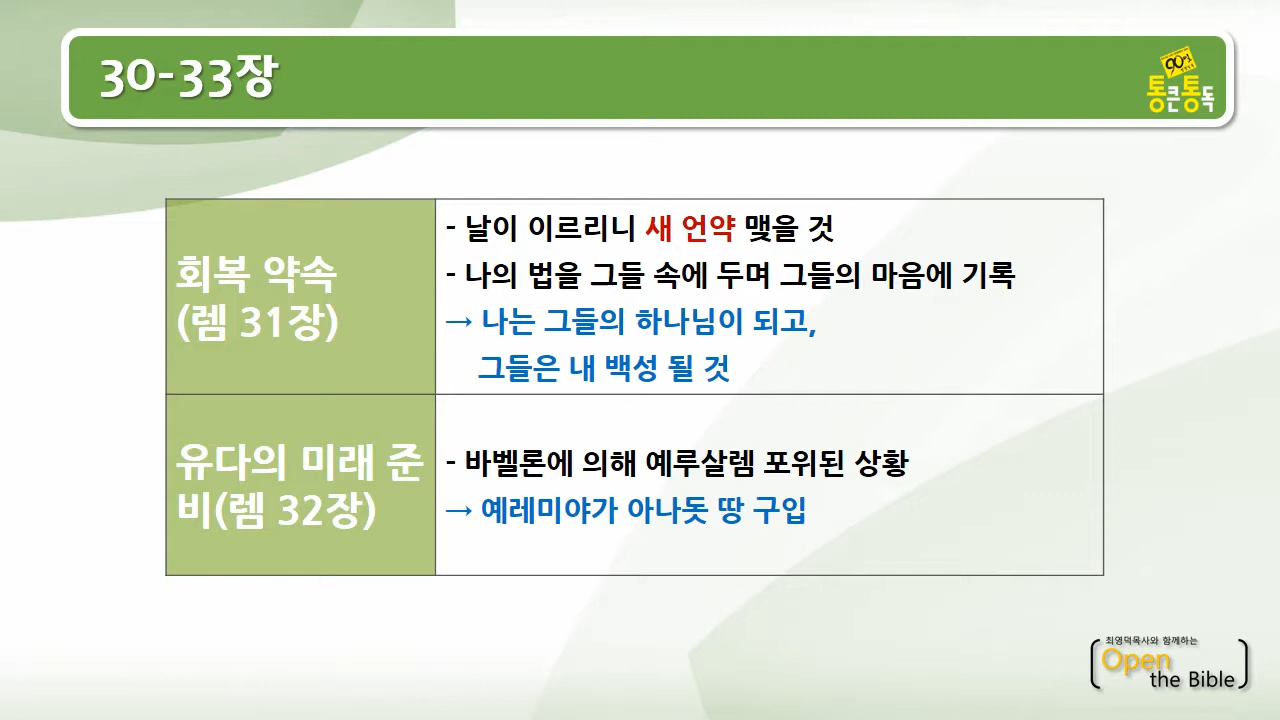 30-33장
90일
통큰통독
회복 약속
(렘 31장)
- 날이 이르리니 새 언약 맺을 것
- 나의 법을 그들 속에 두며 그들의 마음에 기록
→ 나는 그들의 하나님이 되고,
그들은 내 백성 될 것
유다의 미래 준
비(렘 32장)
- 바벨론에 의해 예루살렘 포위된 상황
→ 예레미야가 아나돗 땅 구입
최영덕목사와 함께하는
Open
the Bible